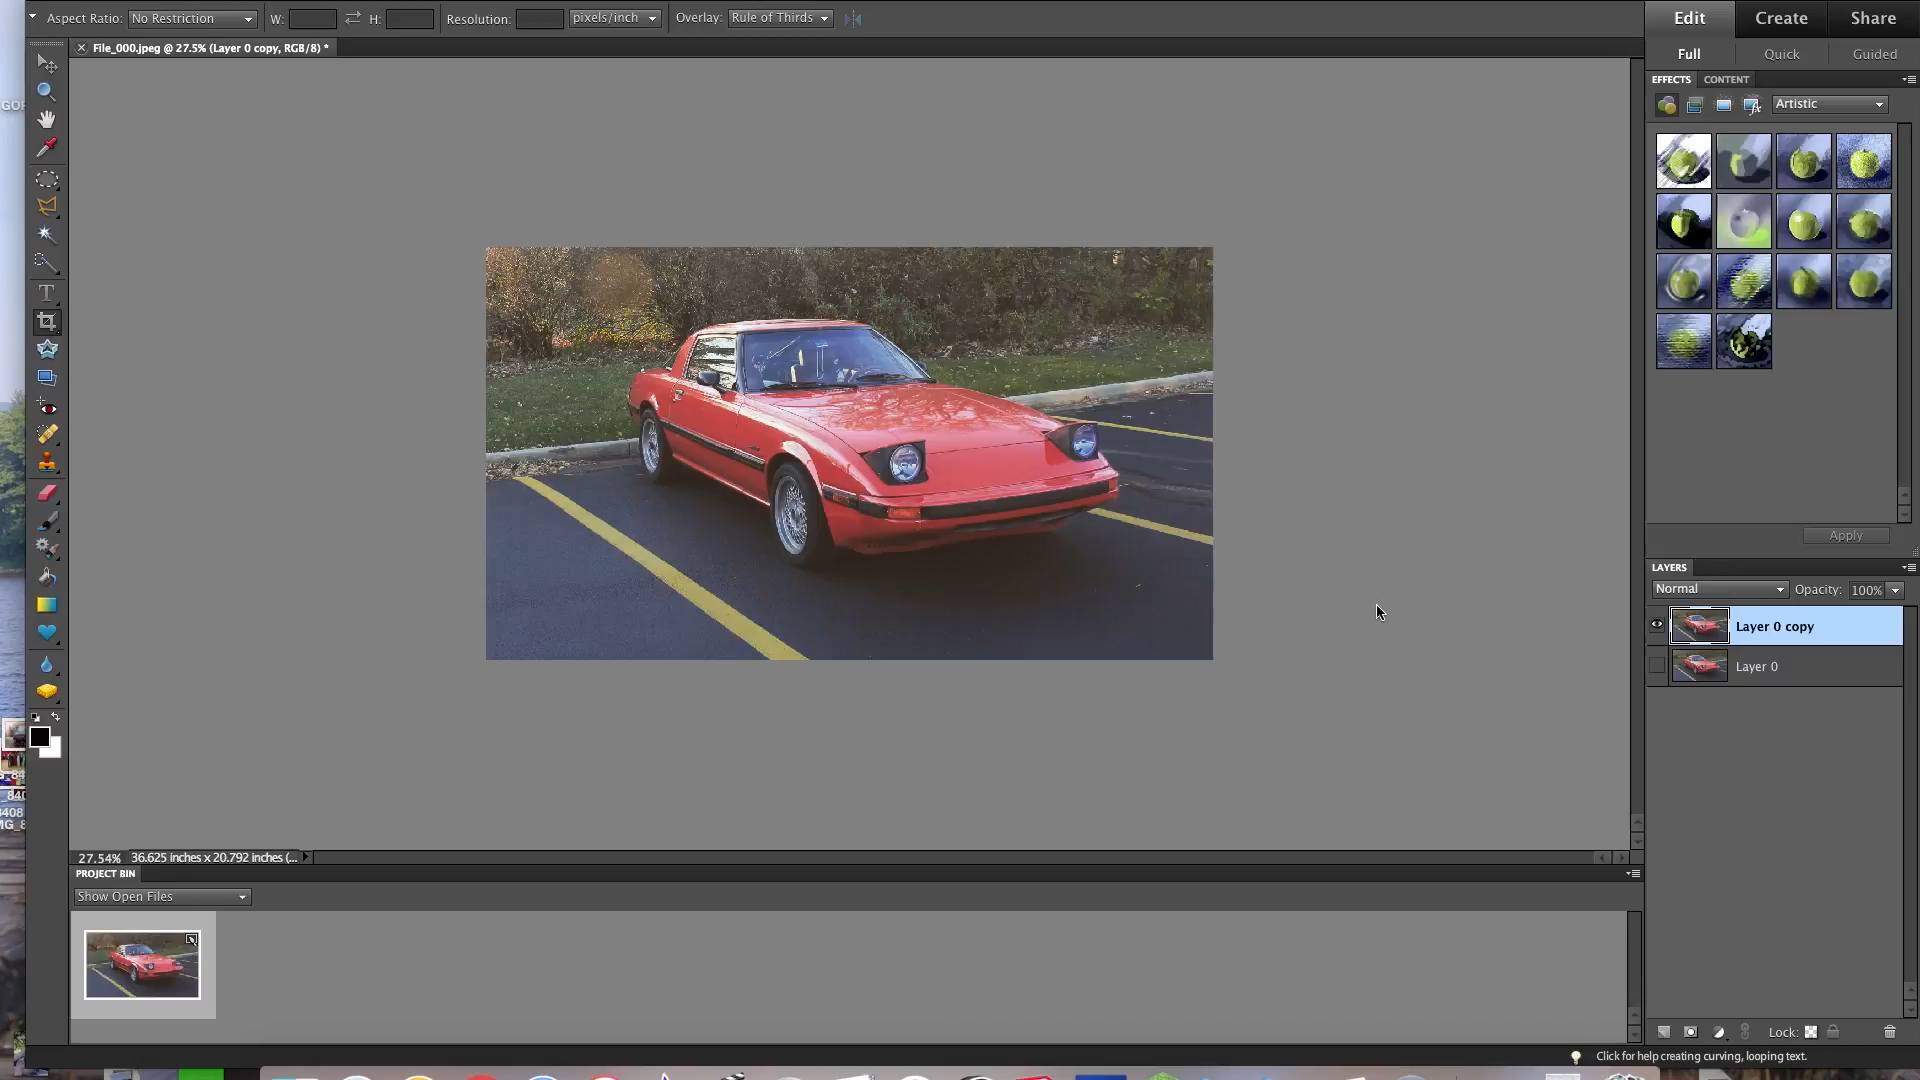 Aspect Ratio: No Restriction W: H: Resolution: pixels/inch Overlay: Rule of Thirds
Edit Create Share
File_000.jpeg @ 27.5% (Layer 0 copy, RGB/8) *
Full Quick Guided
EFFECTS CONTENT
Artistic
Apply
LAYERS
Normal Opacity: 100%
Layer 0 copy
Layer 0
27.54% 36.625 inches x 20.792 inches (...
PROJECT BIN
Show Open Files
Lock:
Click for help creating curving, looping text.